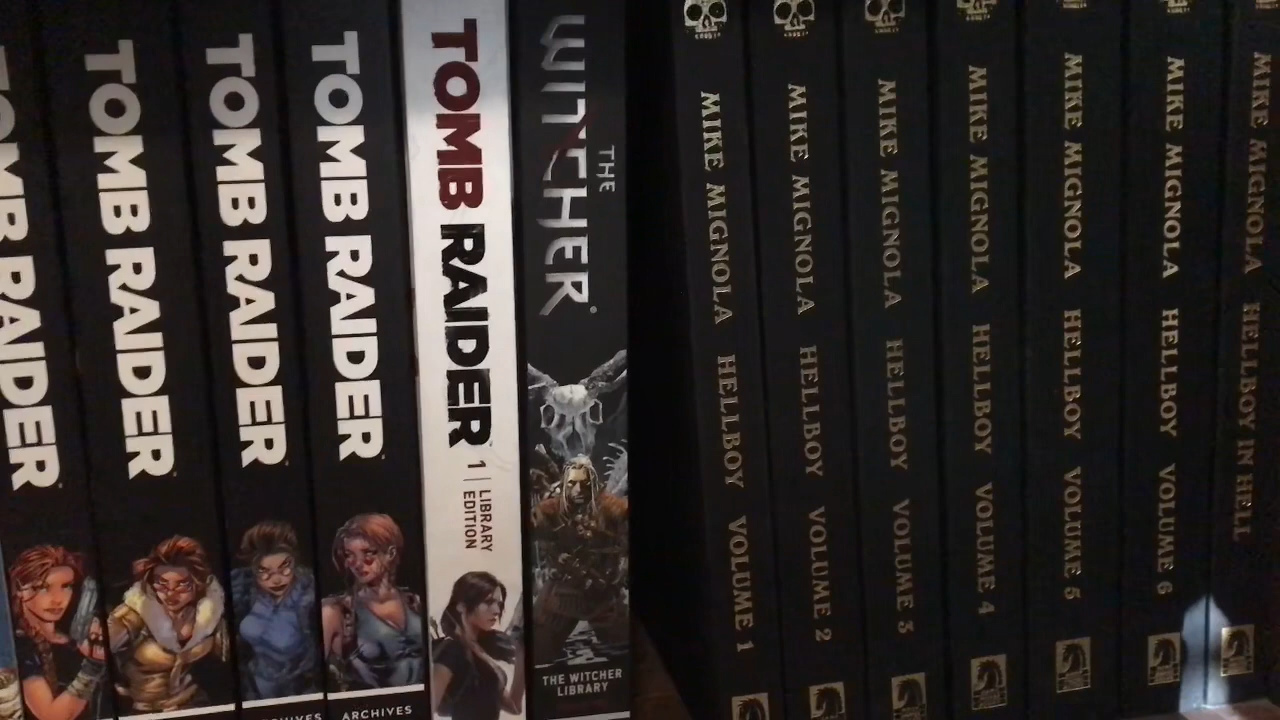 TOMB RAIDER
TOMB RAIDER
TOMB RAIDER
ARCHIVES
TOMB RAIDER
ARCHIVES
TOMB RAIDER 1 LIBRARY
EDITION
THE
WITCHER
THE WITCHER
LIBRARY
MIKE MIGNOLA HELLBOY VOLUME 1
MIKE MIGNOLA HELLBOY VOLUME 2
MIKE MIGNOLA HELLBOY VOLUME 3
MIKE MIGNOLA HELLBOY VOLUME 4
MIKE MIGNOLA HELLBOY VOLUME 5
MIKE MIGNOLA HELLBOY VOLUME 6
MIKE MIGNOLA HELLBOY IN HELL